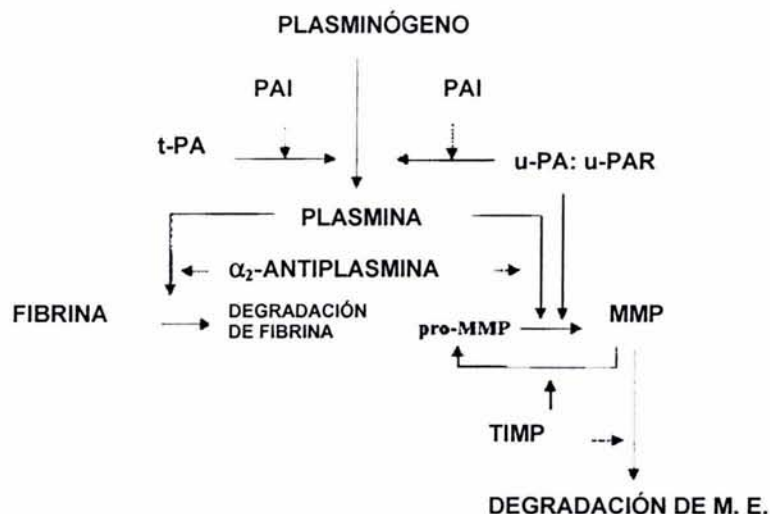 PLASMINÓGENO
PAI PAI
t-PA u-PA: u-PAR
PLASMINA
α₂-ANTIPLASMINA
FIBRINA DEGRADACIÓN DE FIBRINA pro-MMP MMP
TIMP
DEGRADACIÓN DE M. E.